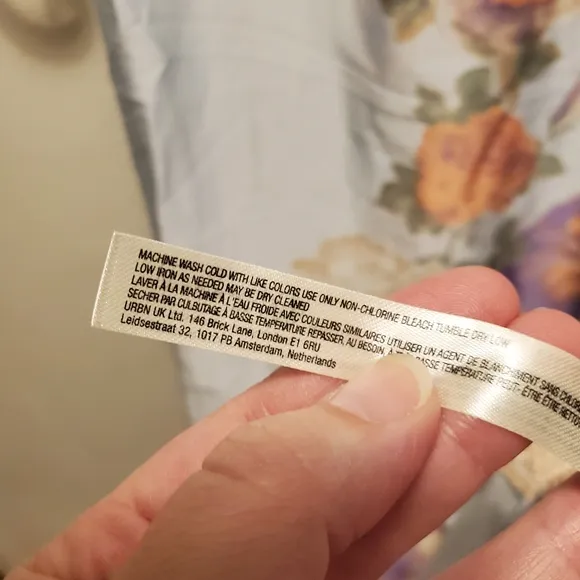 MACHINE WASH COLD WITH LIKE COLORS USE ONLY NON-CHLORINE BLEACH TUMBLE DRY LOW
LOW IRON AS NEEDED MAY BE DRY CLEANED
LAVER À LA MACHINE À L'EAU FROIDE AVEC COULEURS SIMILAIRES UTILISER UN AGENT DE BLANCHIMENT SANS
SECHER PAR CULBUTAGE À BASSE TEMPERATURE REPASSER, AU BESOIN, À BASSE TEMPERATURE PEUT-ÊTRE ÊTRE
URBN UK Ltd. 146 Brick Lane, London E1 6RU
Leidsestraat 32, 1017 PB Amsterdam, Netherlands